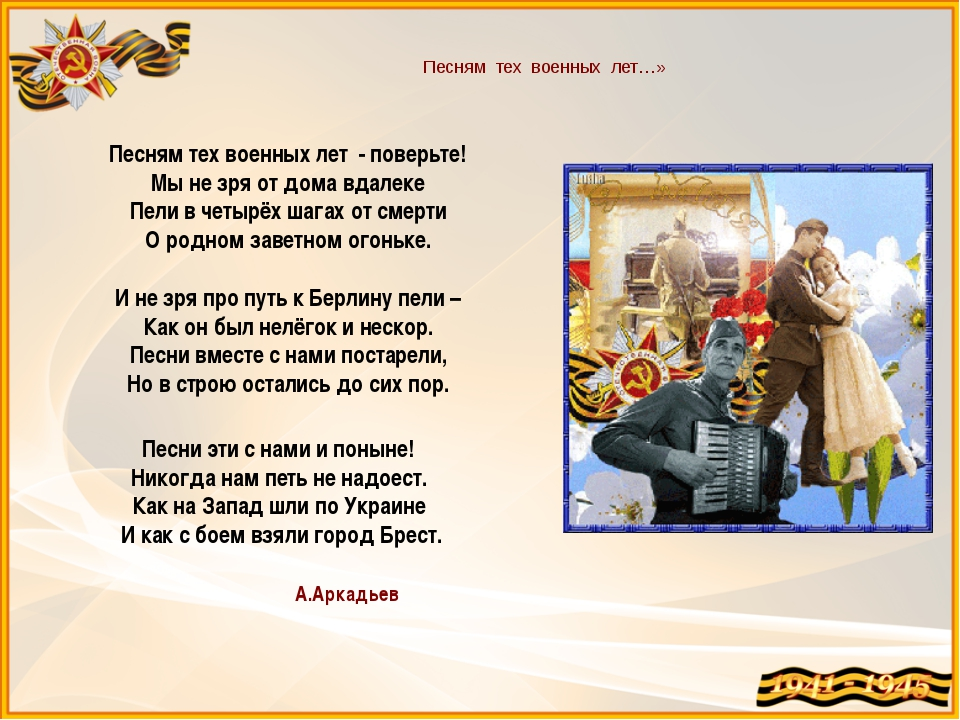 Песням тех военных лет…»
Песням тех военных лет - поверьте!
Мы не зря от дома вдалеке
Пели в четырёх шагах от смерти
О родном заветном огоньке.
И не зря про путь к Берлину пели –
Как он был нелёгок и нескор.
Песни вместе с нами постарели,
Но в строю остались до сих пор.
Песни эти с нами и поныне!
Никогда нам петь не надоест.
Как на Запад шли по Украине
И как с боем взяли город Брест.
А.Аркадьев
1941 - 1945